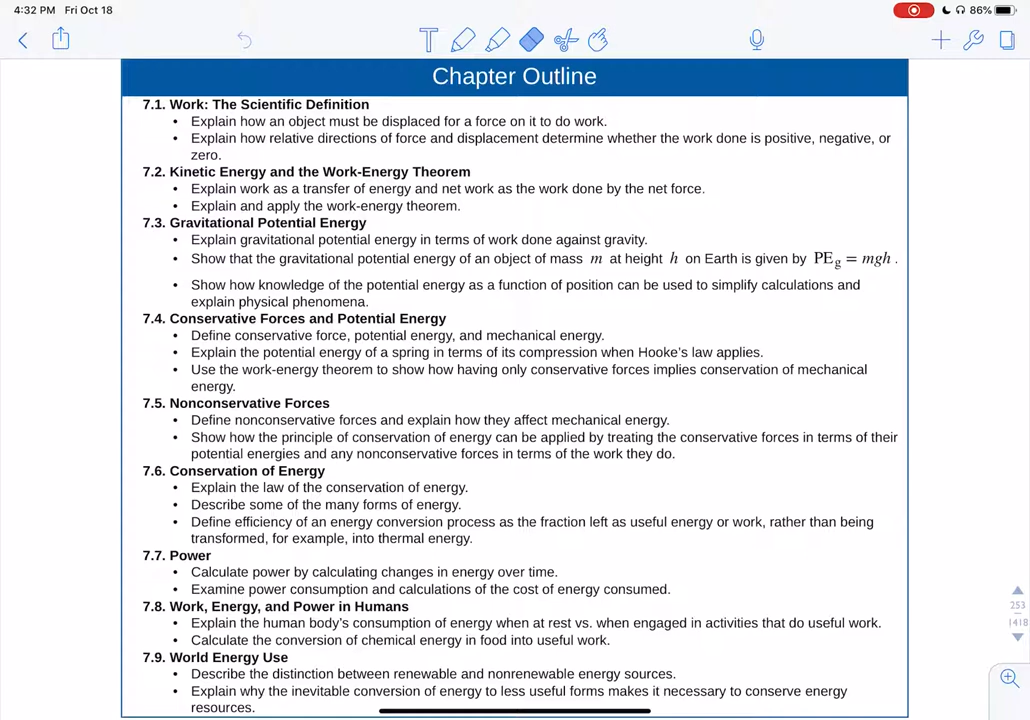 4:32 PM Fri Oct 18
86%
T
Chapter Outline
7.1. Work: The Scientific Definition
• Explain how an object must be displaced for a force on it to do work.
• Explain how relative directions of force and displacement determine whether the work done is positive, negative, or
zero.
7.2. Kinetic Energy and the Work-Energy Theorem
• Explain work as a transfer of energy and net work as the work done by the net force.
• Explain and apply the work-energy theorem.
7.3. Gravitational Potential Energy
• Explain gravitational potential energy in terms of work done against gravity.
• Show that the gravitational potential energy of an object of mass m at height h on Earth is given by PEg = mgh.
• Show how knowledge of the potential energy as a function of position can be used to simplify calculations and
explain physical phenomena.
7.4. Conservative Forces and Potential Energy
• Define conservative force, potential energy, and mechanical energy.
• Explain the potential energy of a spring in terms of its compression when Hooke's law applies.
• Use the work-energy theorem to show how having only conservative forces implies conservation of mechanical
energy.
7.5. Nonconservative Forces
• Define nonconservative forces and explain how they affect mechanical energy.
• Show how the principle of conservation of energy can be applied by treating the conservative forces in terms of their
potential energies and any nonconservative forces in terms of the work they do.
7.6. Conservation of Energy
• Explain the law of the conservation of energy.
• Describe some of the many forms of energy.
• Define efficiency of an energy conversion process as the fraction left as useful energy or work, rather than being
transformed, for example, into thermal energy.
7.7. Power
• Calculate power by calculating changes in energy over time.
• Examine power consumption and calculations of the cost of energy consumed.
7.8. Work, Energy, and Power in Humans
• Explain the human body's consumption of energy when at rest vs. when engaged in activities that do useful work.
• Calculate the conversion of chemical energy in food into useful work.
7.9. World Energy Use
• Describe the distinction between renewable and nonrenewable energy sources.
• Explain why the inevitable conversion of energy to less useful forms makes it necessary to conserve energy
resources.
253
1418